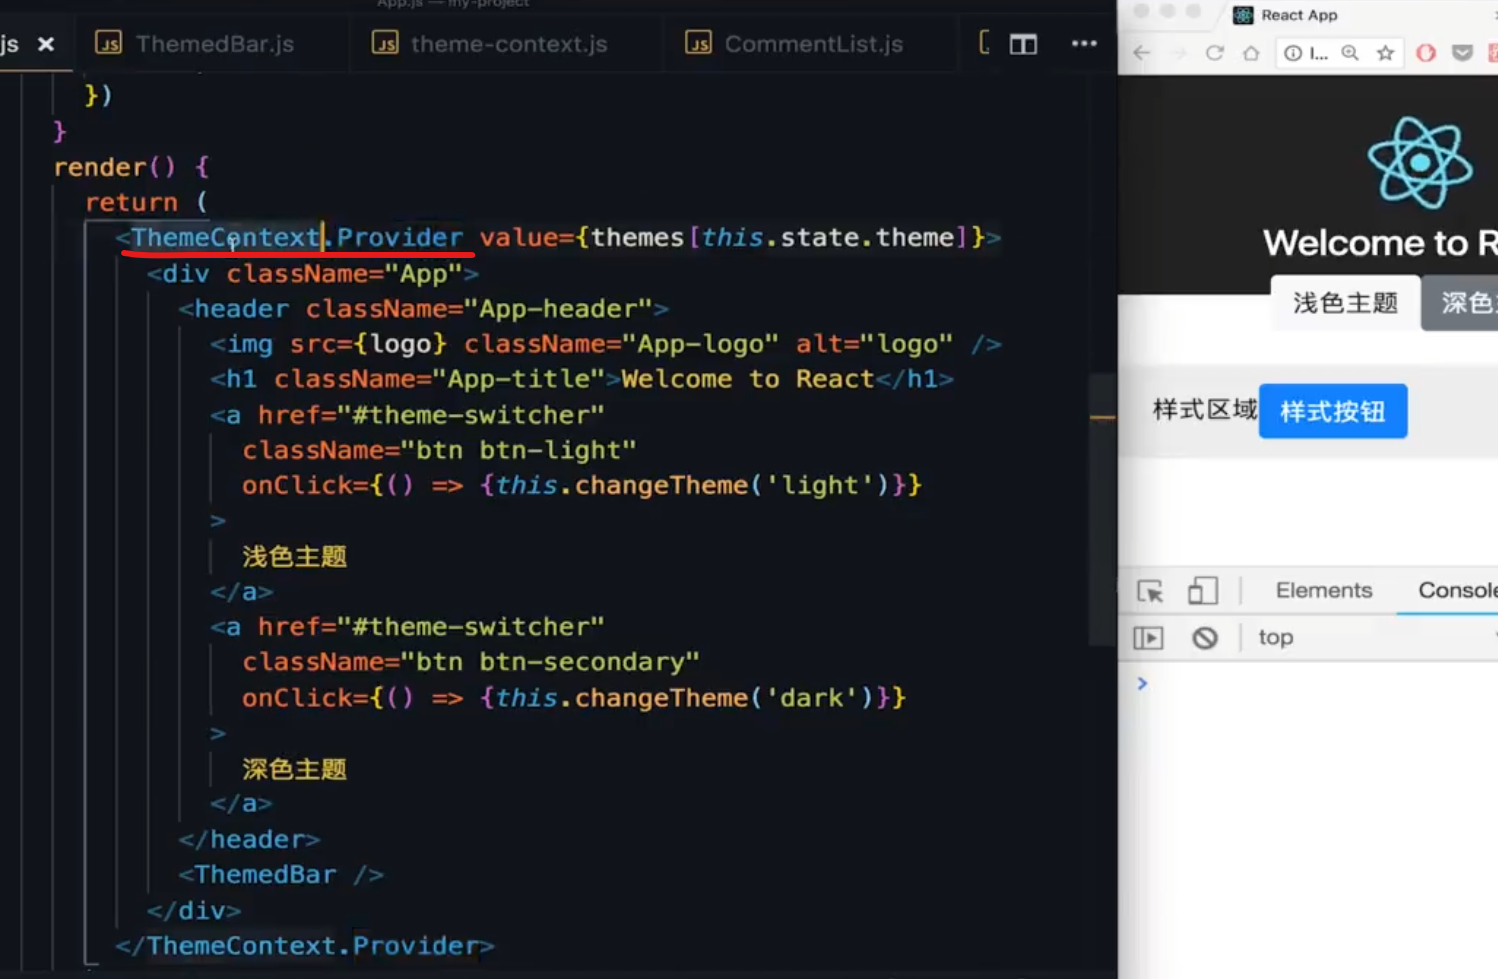 App.js — my-project
js × JS ThemedBar.js JS theme-context.js JS CommentList.js
})
}
render() {
return (
<ThemeContext.Provider value={themes[this.state.theme]}>
<div className="App">
<header className="App-header">
<img src={logo} className="App-logo" alt="logo" />
<h1 className="App-title">Welcome to React</h1>
<a href="#theme-switcher"
className="btn btn-light"
onClick={() => {this.changeTheme('light')}}
>
浅色主题
</a>
<a href="#theme-switcher"
className="btn btn-secondary"
onClick={() => {this.changeTheme('dark')}}
>
深色主题
</a>
</header>
<ThemedBar />
</div>
</ThemeContext.Provider>
React App
l...
Welcome to R
浅色主题 深色
样式区域 样式按钮
Elements Console
top